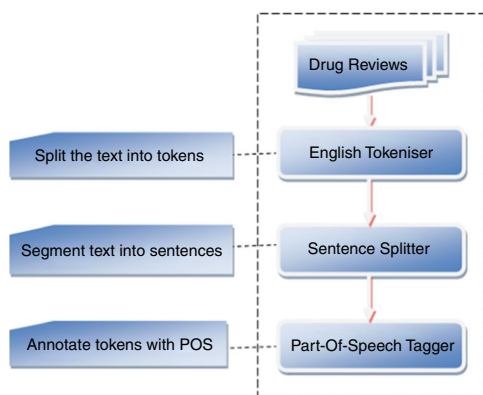 Drug Reviews
Split the text into tokens
English Tokeniser
Segment text into sentences
Sentence Splitter
Annotate tokens with POS
Part-Of-Speech Tagger